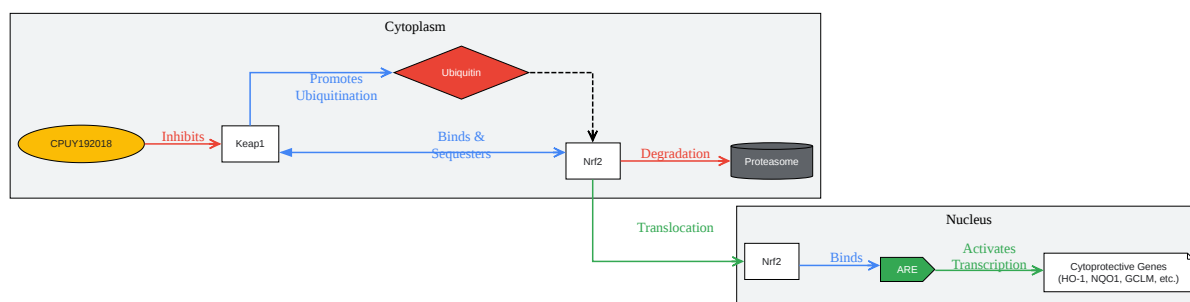 Cytoplasm
Ubiquitin
Promotes
Ubiquitination
CPUY192018
Inhibits
Keap1
Binds &
Sequesters
Nrf2
Degradation
Proteasome
Translocation
Nucleus
Nrf2
Binds
ARE
Activates
Transcription
Cytoprotective Genes
(HO-1, NQO1, GCLM, etc.)